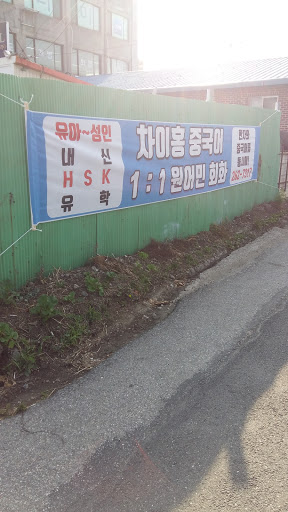 유아~성인
내 신
H S K
유 학
차이홍 중국어
1:1 원어민 회화